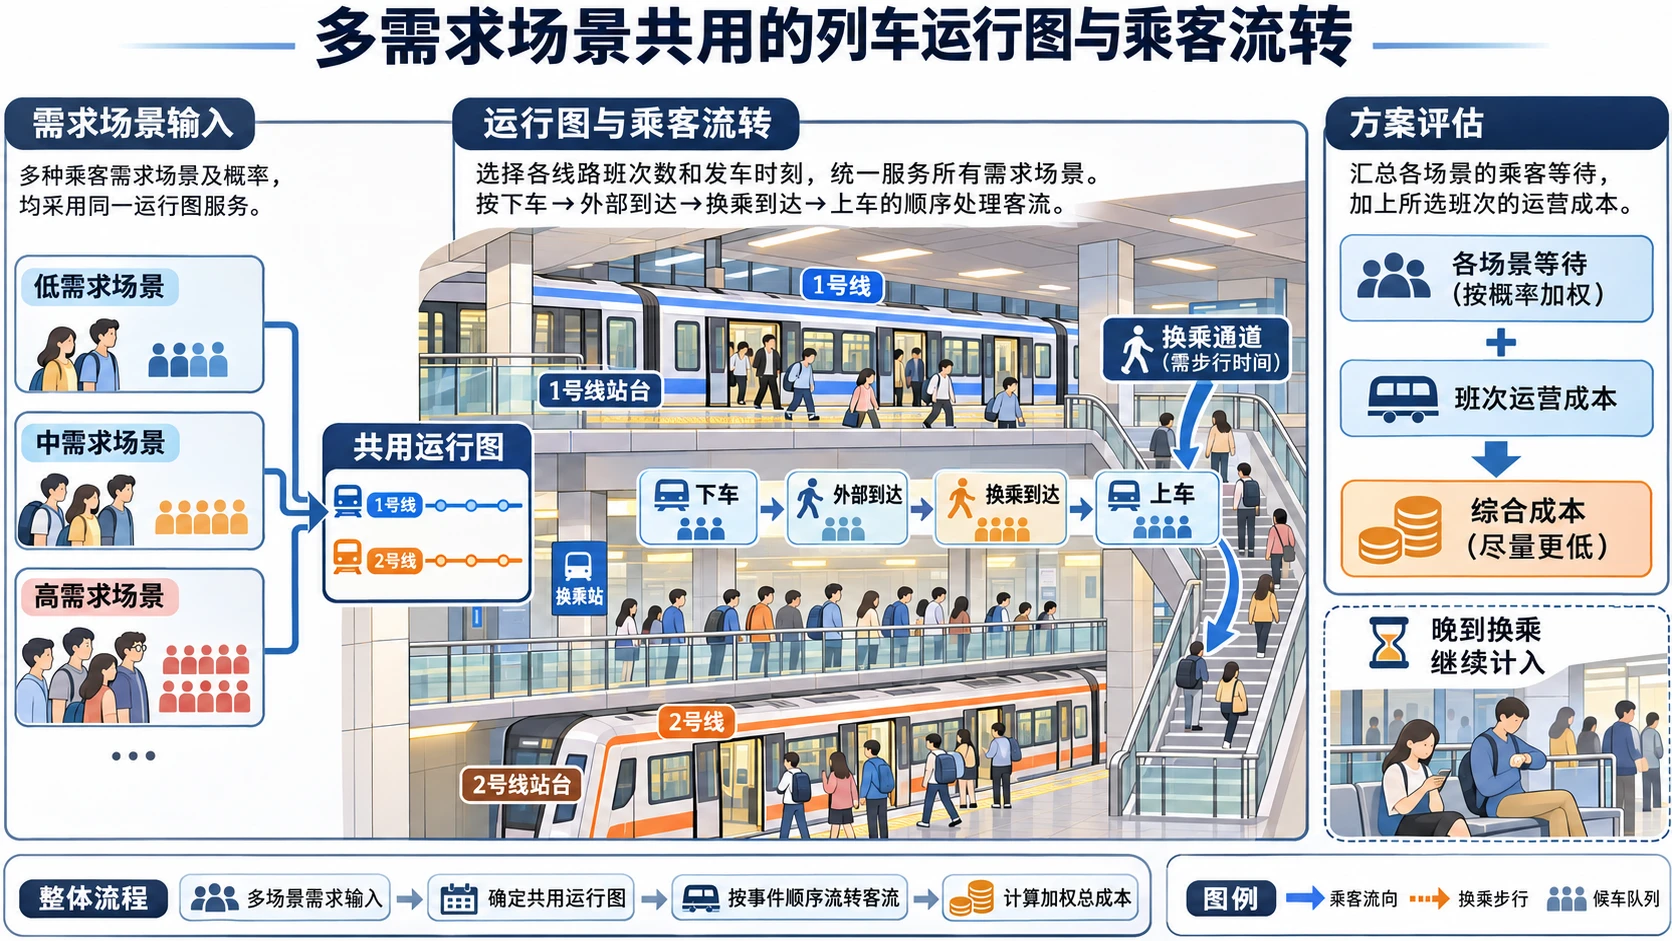 多需求场景共用的列车运行图与乘客流转
需求场景输入
多种乘客需求场景及概率，
均采用同一运行图服务。
低需求场景
中需求场景
高需求场景
•••
共用运行图
1号线
2号线
运行图与乘客流转
选择各线路班次数和发车时刻，统一服务所有需求场景。
按下车→外部到达→换乘到达→上车的顺序处理客流。
1号线
1号线站台
换乘通道
（需步行时间）
下车
外部到达
换乘到达
上车
换乘站
2号线
2号线站台
方案评估
汇总各场景的乘客等待，
加上所选班次的运营成本。
各场景等待
（按概率加权）
+
班次运营成本
综合成本
（尽量更低）
晚到换乘
继续计入
整体流程
多场景需求输入
确定共用运行图
按事件顺序流转客流
计算加权总成本
图例
乘客流向
换乘步行
候车队列